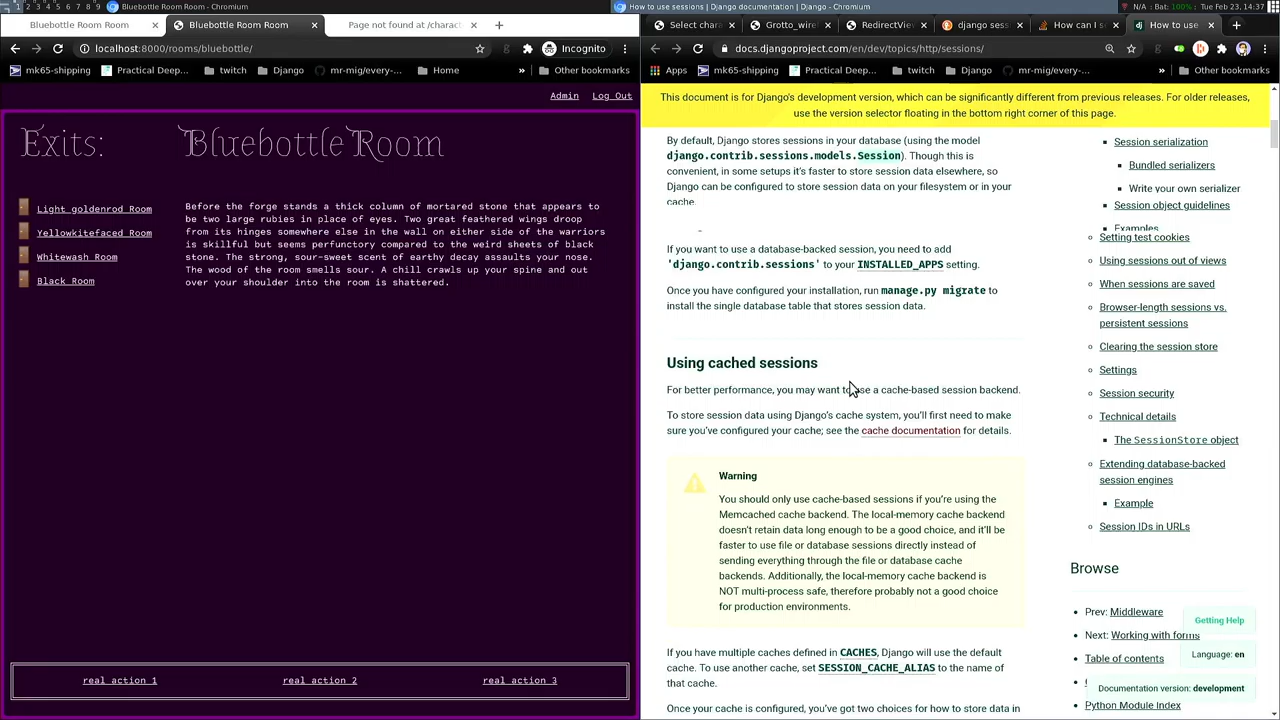 1 2 3 4 5 6 7 8 9 10 Bluebottle Room Room - Chromium
How to use sessions | Django documentation | Django - Chromium
N/A Bat: 100% Tue Feb 23, 14:37
Bluebottle Room Room
Bluebottle Room Room
Page not found at /charact
localhost:8000/rooms/bluebottle/
Incognito
mk65-shipping
Practical Deep...
twitch
Django
mr-mig/every-...
Home
»
Other bookmarks
Admin
Log Out
Exits:
Bluebottle Room
Light goldenrod Room
Yellowkitefaced Room
Whitewash Room
Black Room
Before the forge stands a thick column of mortared stone that appears to
be two large rubies in place of eyes. Two great feathered wings droop
from its hinges somewhere else in the wall on either side of the warriors
is skillful but seems perfunctory compared to the weird sheets of black
stone. The strong, sour-sweet scent of earthy decay assaults your nose.
The wood of the room smells sour. A chill crawls up your spine and out
over your shoulder into the room is shattered.
real action 1
real action 2
real action 3
Select chara
Grotto_wiref
RedirectView
django sess
How can i se
How to use
docs.djangoproject.com/en/dev/topics/http/sessions/
Apps
mk65-shipping
Practical Deep...
twitch
Django
mr-mig/every-...
»
Other bookmarks
This document is for Django's development version, which can be significantly different from previous releases. For older releases,
use the version selector floating in the bottom right corner of this page.
By default, Django stores sessions in your database (using the model
django.contrib.sessions.models.Session). Though this is
convenient, in some setups it's faster to store session data elsewhere, so
Django can be configured to store session data on your filesystem or in your
cache.
If you want to use a database-backed session, you need to add
'django.contrib.sessions' to your INSTALLED_APPS setting.
Once you have configured your installation, run manage.py migrate to
install the single database table that stores session data.
Using cached sessions
For better performance, you may want to use a cache-based session backend.
To store session data using Django's cache system, you'll first need to make
sure you've configured your cache; see the cache documentation for details.
Warning
You should only use cache-based sessions if you're using the
Memcached cache backend. The local-memory cache backend
doesn't retain data long enough to be a good choice, and it'll be
faster to use file or database sessions directly instead of
sending everything through the file or database cache
backends. Additionally, the local-memory cache backend is
NOT multi-process safe, therefore probably not a good choice
for production environments.
If you have multiple caches defined in CACHES, Django will use the default
cache. To use another cache, set SESSION_CACHE_ALIAS to the name of
that cache.
Once your cache is configured, you've got two choices for how to store data in
Session serialization
Bundled serializers
Write your own serializer
Session object guidelines
Examples
Setting test cookies
Using sessions out of views
When sessions are saved
Browser-length sessions vs.
persistent sessions
Clearing the session store
Settings
Session security
Technical details
The SessionStore object
Extending database-backed
session engines
Example
Session IDs in URLs
Browse
Prev: Middleware
Next: Working with forms
Table of contents
Python Module Index
Getting Help
Language: en
Documentation version: development